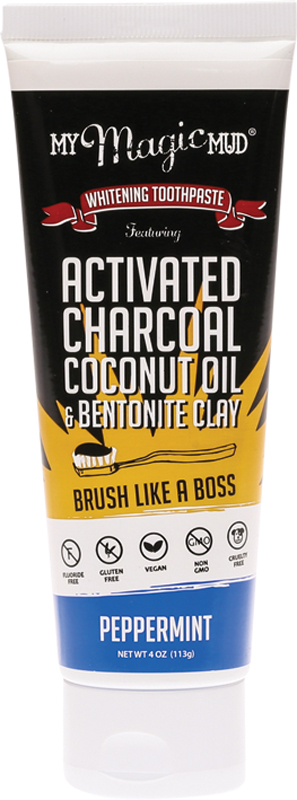 MY Magic MUD®
WHITENING TOOTHPASTE
Featuring
ACTIVATED
CHARCOAL
COCONUT OIL
& BENTONITE CLAY
BRUSH LIKE A BOSS
FLUORIDE FREE
GLUTEN FREE
VEGAN
GMO
NON GMO
CRUELTY FREE
PEPPERMINT
NET WT 4 OZ (113g)